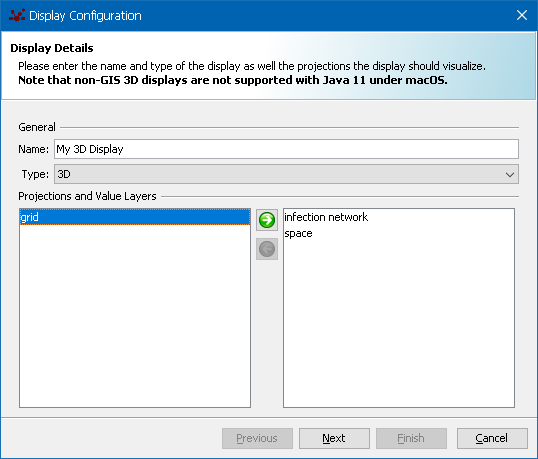 Display Configuration
Display Details
Please enter the name and type of the display as well the projections the display should visualize.
Note that non-GIS 3D displays are not supported with Java 11 under macOS.
General
Name: My 3D Display
Type: 3D
Projections and Value Layers
grid
infection network
space
Previous Next Finish Cancel